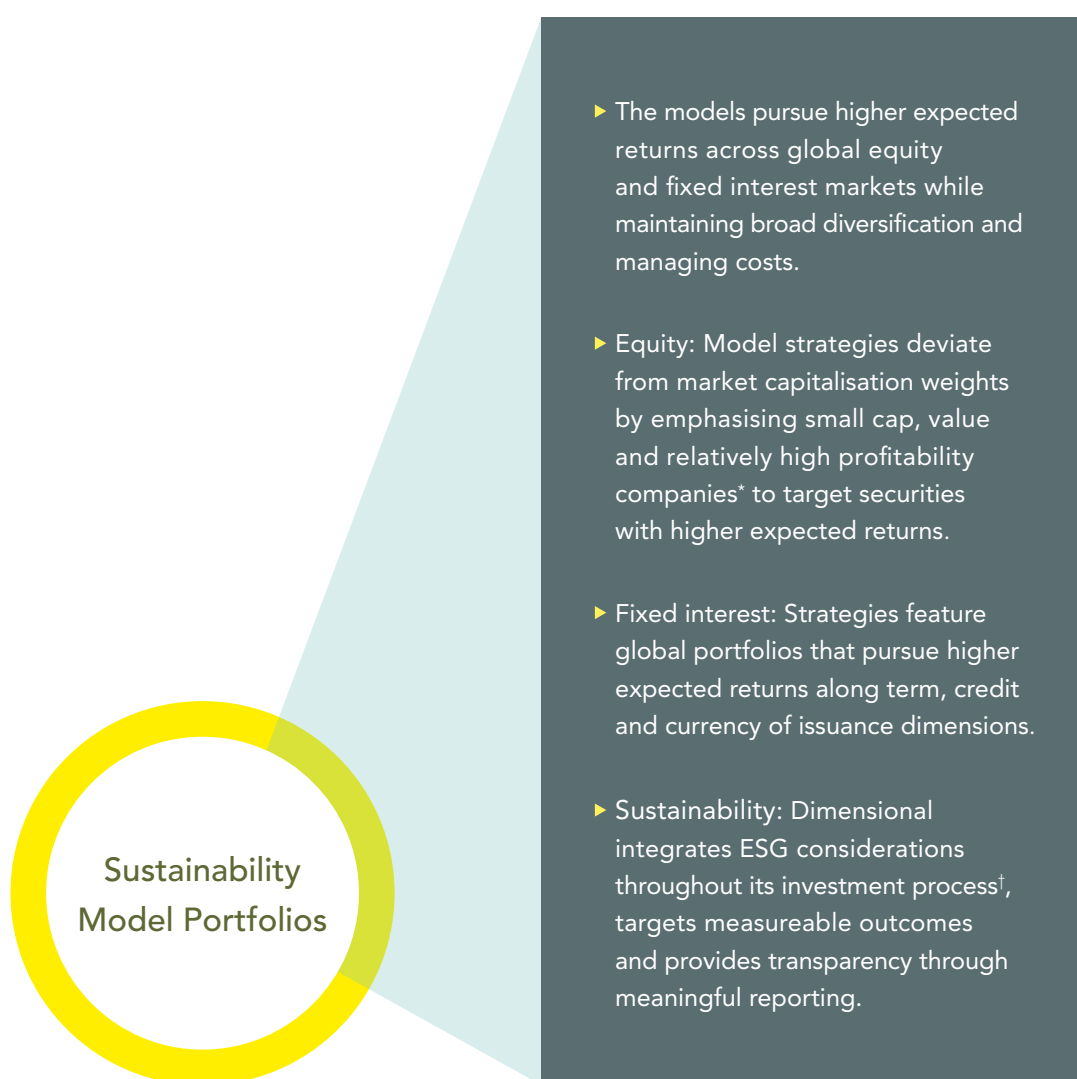 Sustainability
Model Portfolios
The models pursue higher expected
returns across global equity
and fixed interest markets while
maintaining broad diversification and
managing costs.
Equity: Model strategies deviate
from market capitalisation weights
by emphasising small cap, value
and relatively high profitability
companies* to target securities
with higher expected returns.
Fixed interest: Strategies feature
global portfolios that pursue higher
expected returns along term, credit
and currency of issuance dimensions.
Sustainability: Dimensional
integrates ESG considerations
throughout its investment process†,
targets measureable outcomes
and provides transparency through
meaningful reporting.